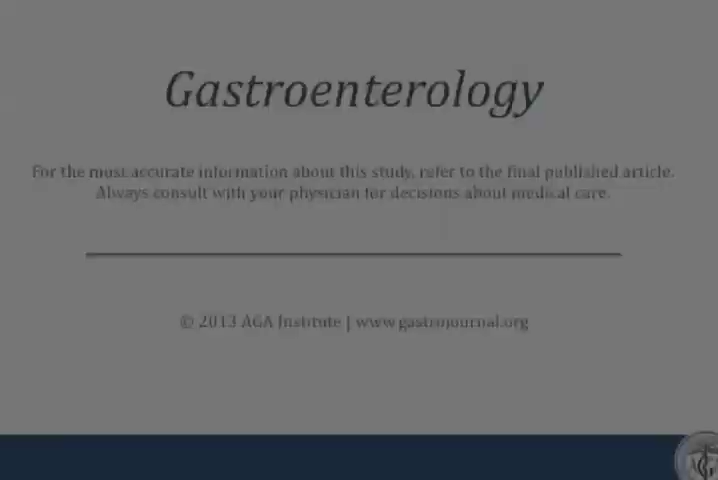 Gastroenterology
For the most accurate information about this study, refer to the final published article.
Always consult with your physician for decisions about medical care.
© 2013 AGA Institute | www.gastrojournal.org